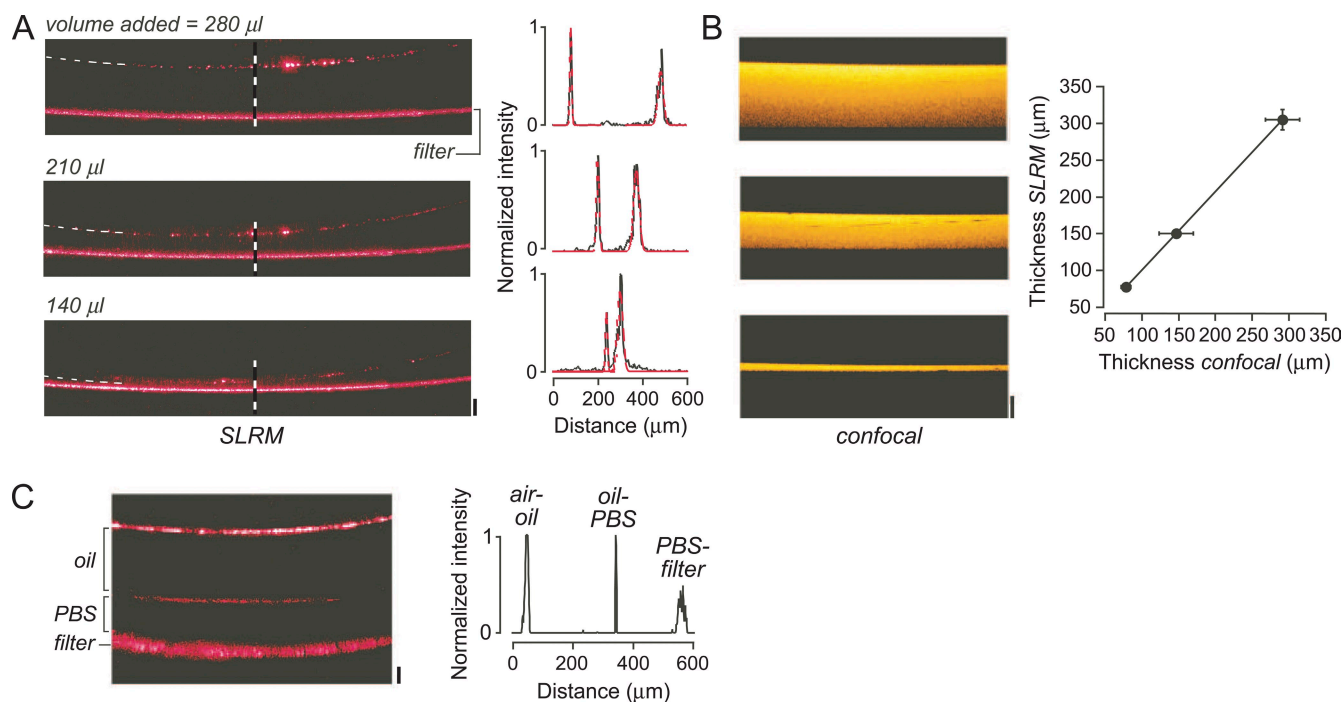 A
volume added = 280 µl
filter
210 µl
140 µl
SLRM
Normalized intensity
1
0
1
0
1
0
0 200 400 600
Distance (µm)
B
confocal
Thickness SLRM (µm)
350
300
250
200
150
100
50
50 100 150 200 250 300 350
Thickness confocal (µm)
C
oil
PBS
filter
Normalized intensity
1
0
air-
oil
oil-
PBS
PBS-
filter
0 200 400 600
Distance (µm)